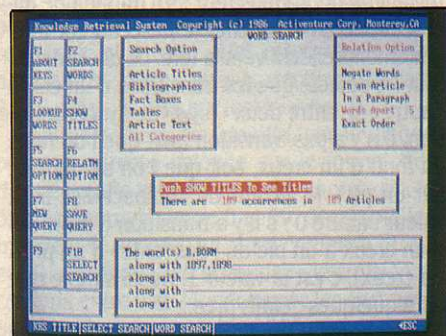 Knowledge Retrieval System Copyright (c) 1986 Activenture Corp. Monterey,CA
WORD SEARCH
F1 ABOUT KEYS
F2 SEARCH WORDS
F3 LOOKUP WORDS
F4 SHOW TITLES
F5 SEARCH OPTION
F6 RELATN OPTION
F7 NEW QUERY
F8 SAVE QUERY
F9
F10 SELECT SEARCH
Search Option
Article Titles
Bibliographies
Fact Boxes
Tables
Article Text
All Categories
Relation Option
Negate Words
In an Article
In a Paragraph
Words Apart 5
Exact Order
Push SHOW TITLES To See Titles
There are 189 occurrences in 189 Articles
The word(s) B,BORN
along with 1897,1898
along with
along with
along with
KRS TITLE|SELECT SEARCH|WORD SEARCH| ESC